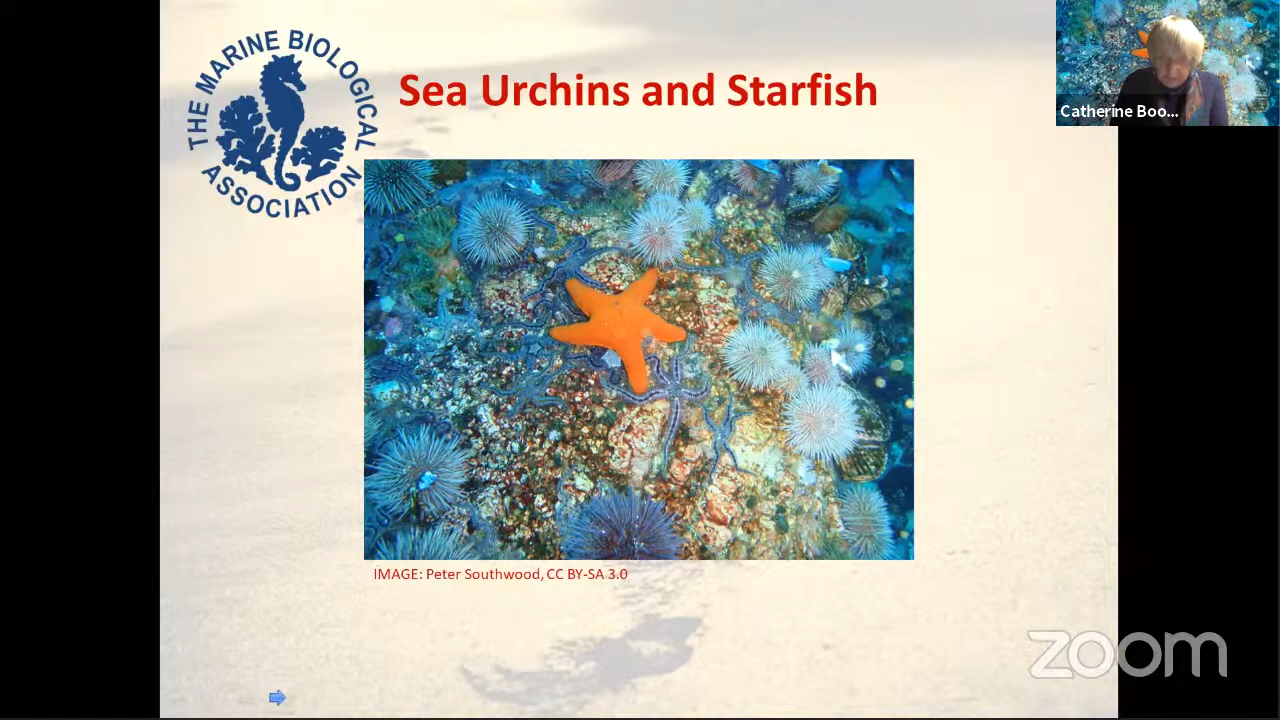 THE MARINE BIOLOGICAL
ASSOCIATION
Sea Urchins and Starfish
Catherine Boo...
IMAGE: Peter Southwood, CC BY-SA 3.0
zoom